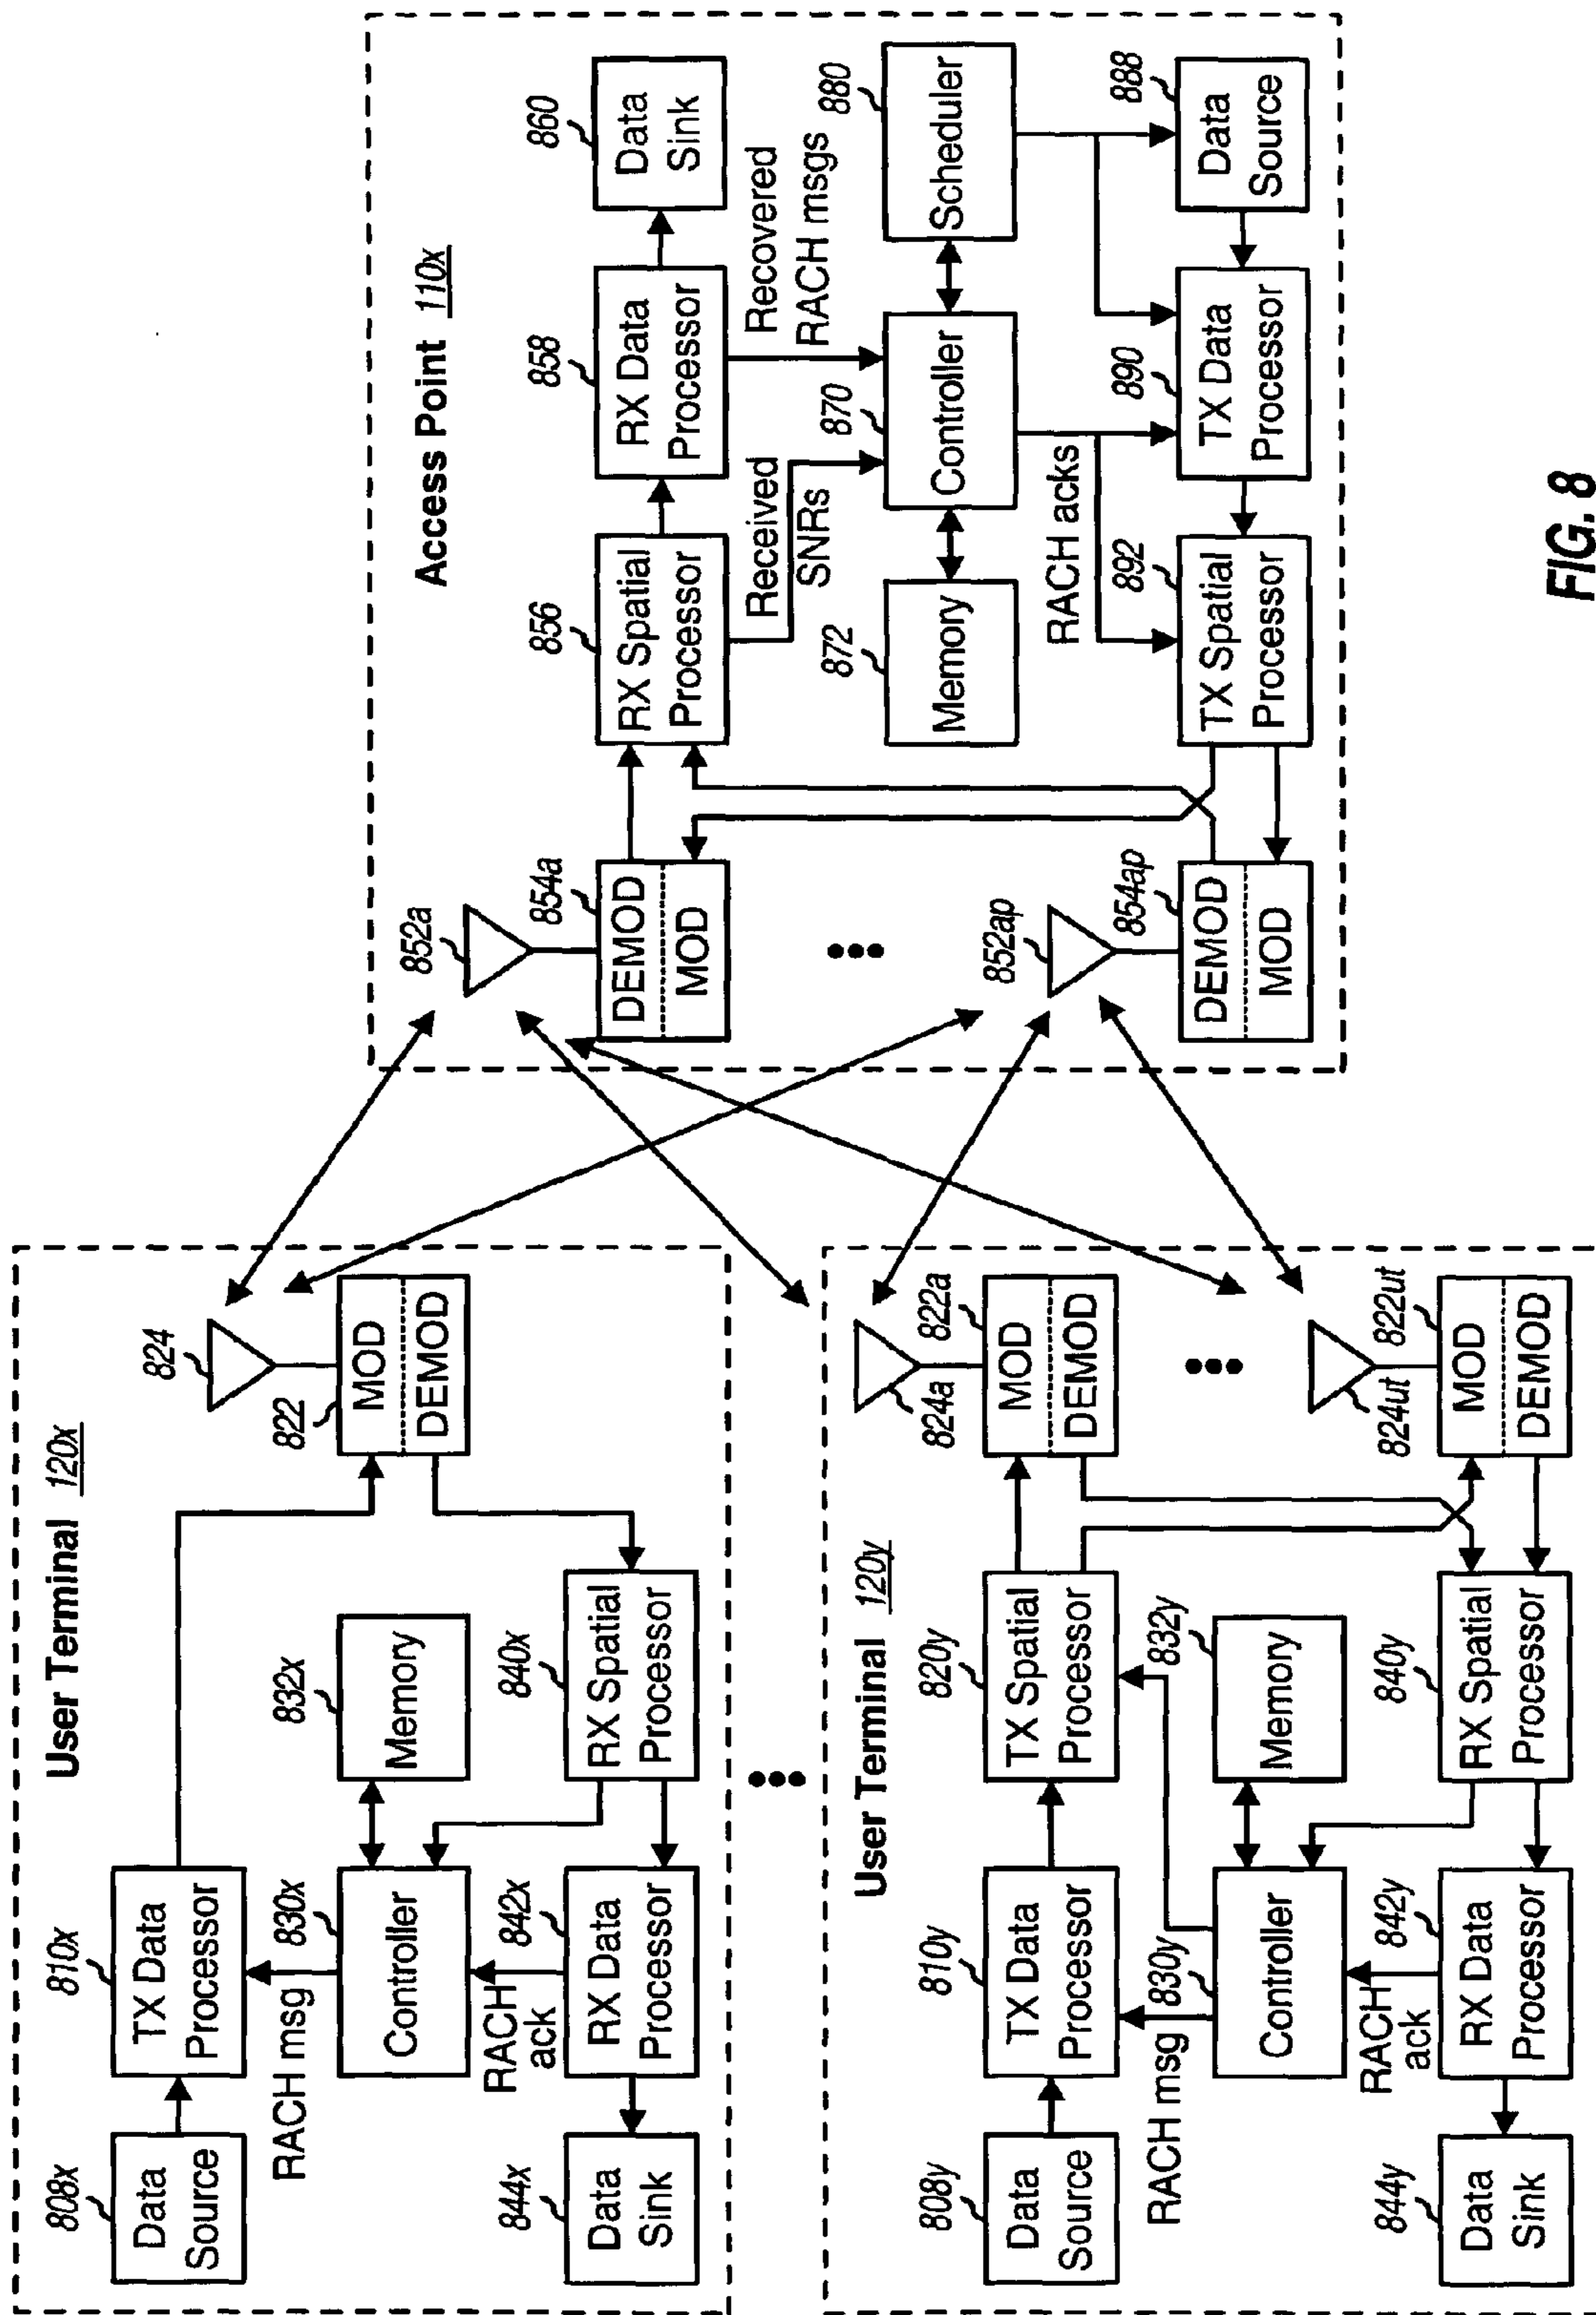 User Terminal 120x
808x
Data
Source
810x
TX Data
Processor
RACH msg
830x
Controller
832x
Memory
RACH
ack
842x
RX Data
Processor
840x
RX Spatial
Processor
844x
Data
Sink
824
822
MOD
DEMOD
User Terminal 120y
808y
Data
Source
810y
TX Data
Processor
820y
TX Spatial
Processor
824a
822a
MOD
DEMOD
RACH msg
830y
Controller
832y
Memory
RACH
ack
842y
RX Data
Processor
840y
RX Spatial
Processor
844y
Data
Sink
824ut
822ut
MOD
DEMOD
Access Point 110x
852a
854a
DEMOD
MOD
856
RX Spatial
Processor
858
RX Data
Processor
860
Data
Sink
Received
SNRs
Recovered
RACH msgs
872
Memory
870
Controller
880
Scheduler
RACH acks
852ap
854ap
DEMOD
MOD
892
TX Spatial
Processor
890
TX Data
Processor
888
Data
Source
FIG. 8